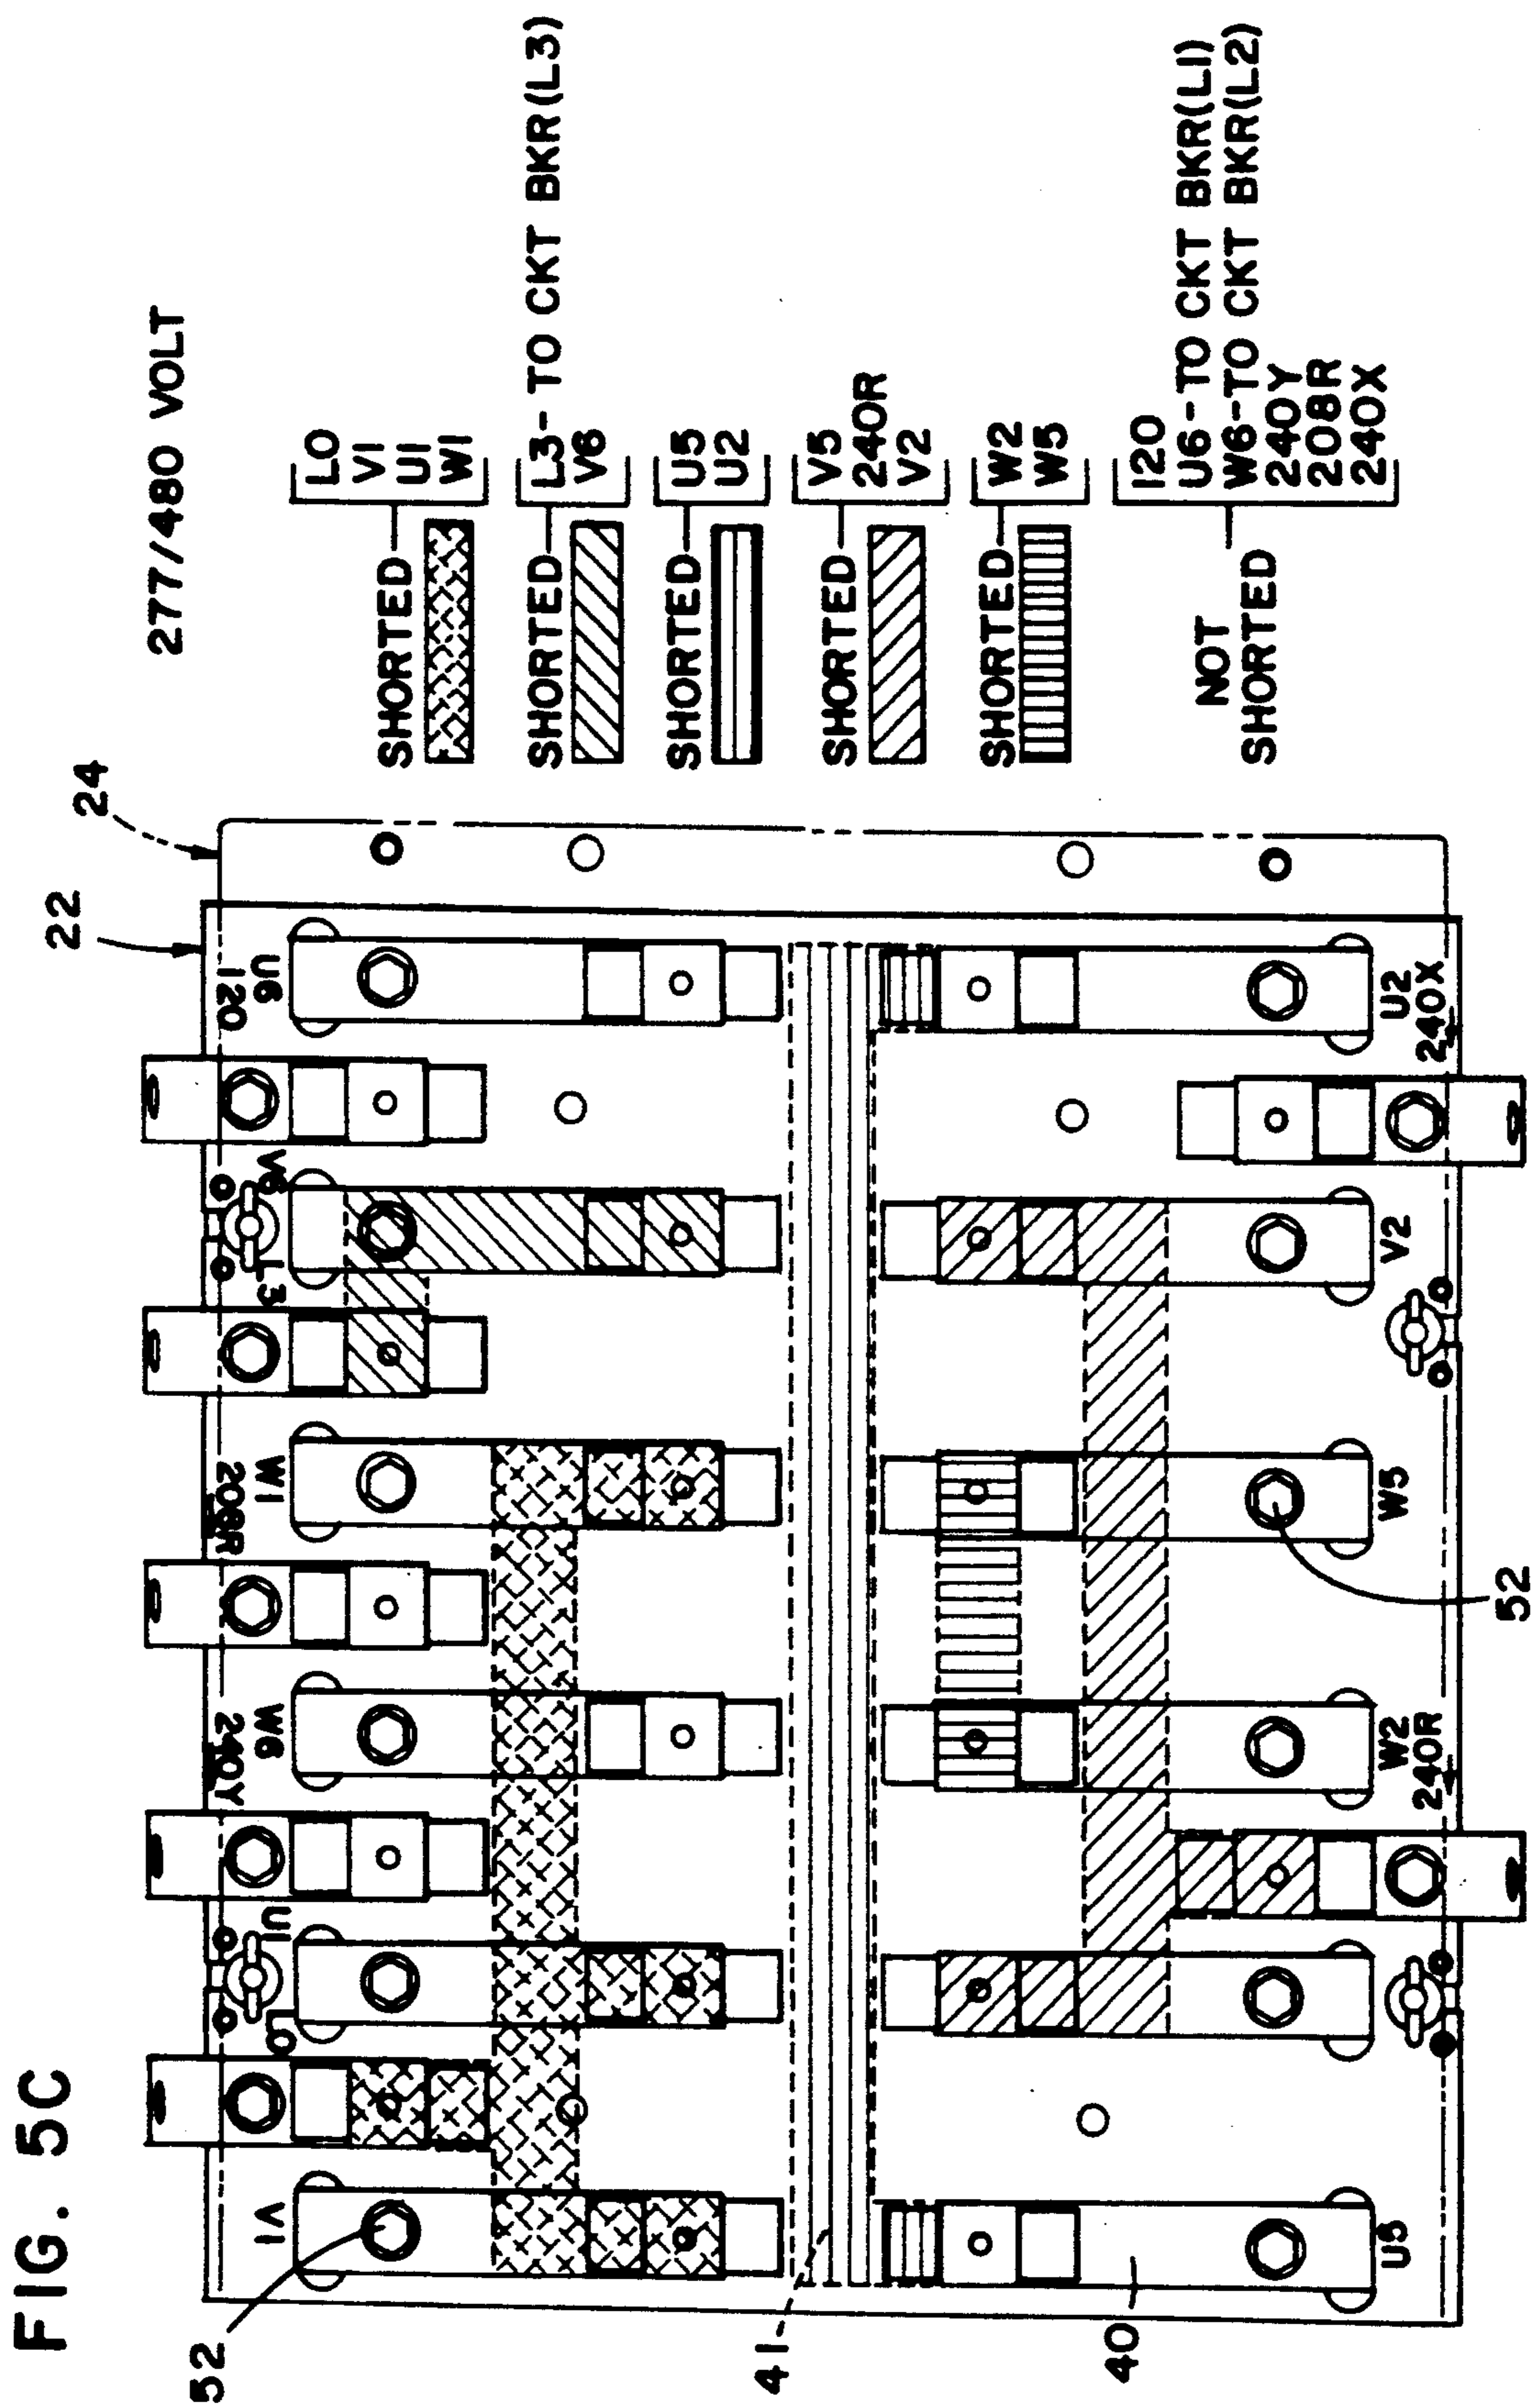 FIG. 5C
277/480 VOLT
22
24
52
V1
L0
U1
240Y
W6
208R
W1
L3
V6
120
U6
41
40
U5
W2
240R
W5
V2
U2
240X
52
SHORTED
L0
V1
U1
W1
SHORTED
L3-TO CKT BKR(L3)
V6
SHORTED
U5
U2
SHORTED
V5
240R
V2
SHORTED
W2
W5
NOT
SHORTED
120
U6-TO CKT BKR(L1)
W6-TO CKT BKR(L2)
240Y
208R
240X